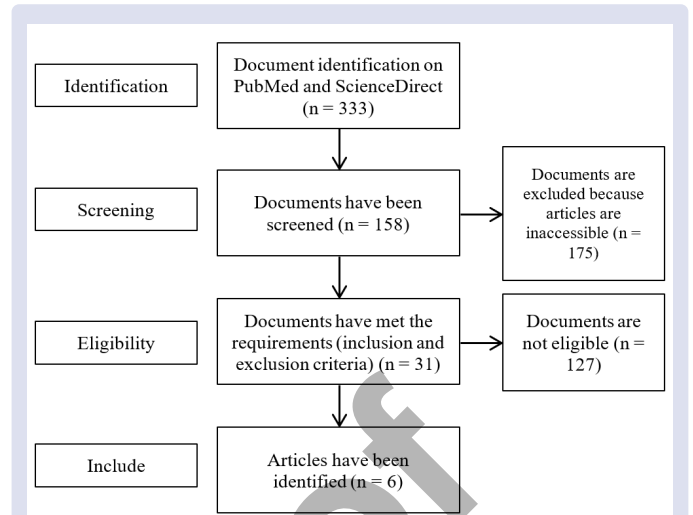 Identification
Document identification on
PubMed and ScienceDirect
(n = 333)
Screening
Documents have been
screened (n = 158)
Documents are
excluded because
articles are
inaccessible (n =
175)
Eligibility
Documents have met the
requirements (inclusion and
exclusion criteria) (n = 31)
Documents are
not eligible (n =
127)
Include
Articles have been
identified (n = 6)